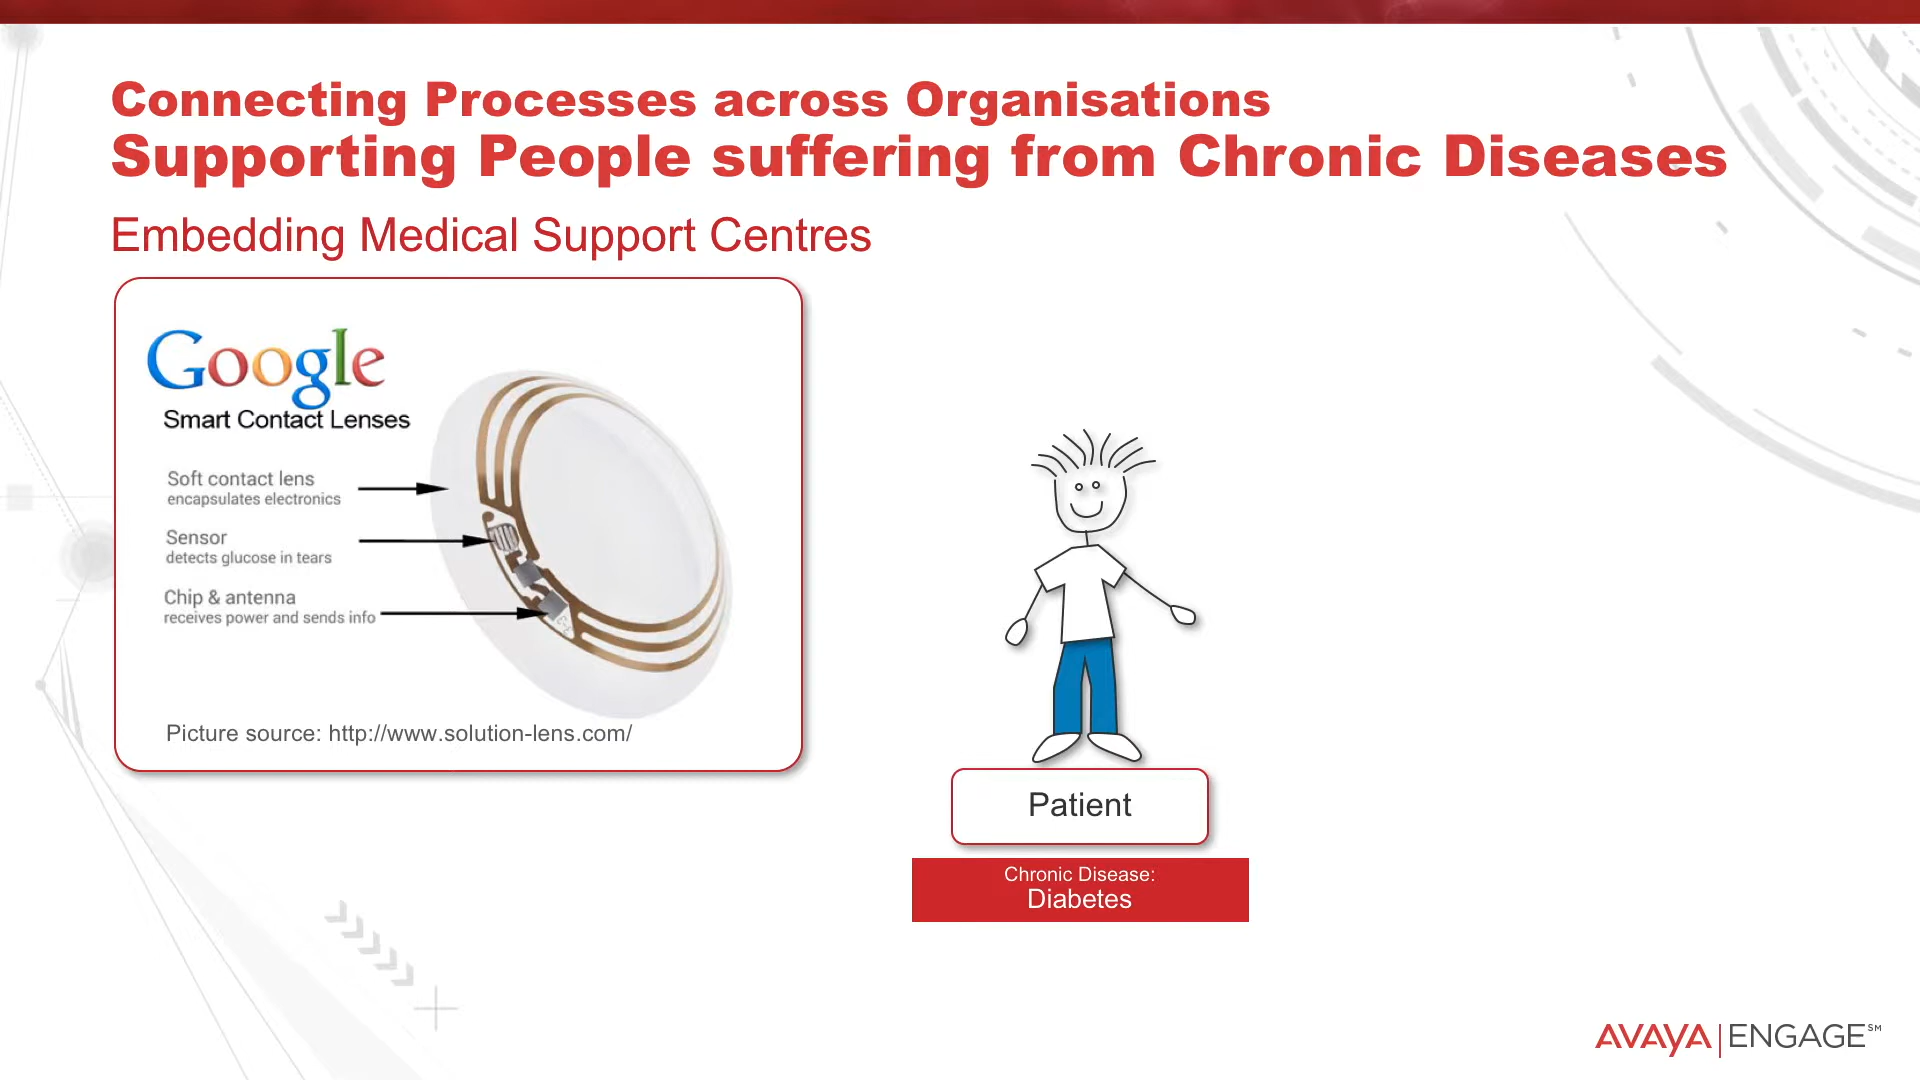 Connecting Processes across Organisations
Supporting People suffering from Chronic Diseases
Embedding Medical Support Centres
Google
Smart Contact Lenses
Soft contact lens
encapsulates electronics
Sensor
detects glucose in tears
Chip & antenna
receives power and sends info
Picture source: http://www.solution-lens.com/
Patient
Chronic Disease:
Diabetes
AVAYA | ENGAGE℠